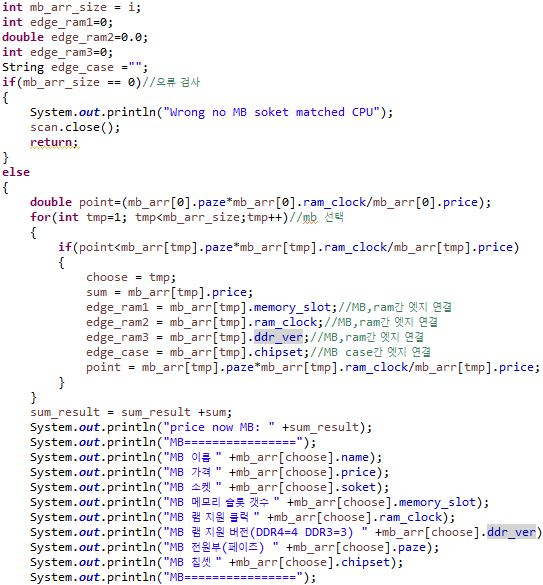 int mb_arr_size = i;
int edge_ram1=0;
double edge_ram2=0.0;
int edge_ram3=0;
String edge_case ="";
if(mb_arr_size == 0)//오류 검사
{
System.out.println("Wrong no MB soket matched CPU");
scan.close();
return;
}
else
{
double point=(mb_arr[0].paze*mb_arr[0].ram_clock/mb_arr[0].price);
for(int tmp=1; tmp<mb_arr_size;tmp++)//mb 선택
{
if(point<mb_arr[tmp].paze*mb_arr[tmp].ram_clock/mb_arr[tmp].price)
{
choose = tmp;
sum = mb_arr[tmp].price;
edge_ram1 = mb_arr[tmp].memory_slot;//MB,ram간 엣지 연결
edge_ram2 = mb_arr[tmp].ram_clock;//MB,ram간 엣지 연결
edge_ram3 = mb_arr[tmp].ddr_ver;//MB,ram간 엣지 연결
edge_case = mb_arr[tmp].chipset;//MB case간 엣지 연결
point = mb_arr[tmp].paze*mb_arr[tmp].ram_clock/mb_arr[tmp].price;
}
}
sum_result = sum_result +sum;
System.out.println("price now MB: " +sum_result);
System.out.println("MB================");
System.out.println("MB 이름 " +mb_arr[choose].name);
System.out.println("MB 가격 " +mb_arr[choose].price);
System.out.println("MB 소켓 " +mb_arr[choose].soket);
System.out.println("MB 메모리 슬롯 갯수 " +mb_arr[choose].memory_slot);
System.out.println("MB 램 지원 클럭 " +mb_arr[choose].ram_clock);
System.out.println("MB 램 지원 버전(DDR4=4 DDR3=3) " +mb_arr[choose].ddr_ver)
System.out.println("MB 전원부(페이즈) " +mb_arr[choose].paze);
System.out.println("MB 칩셋 " +mb_arr[choose].chipset);
System.out.println("MB================");